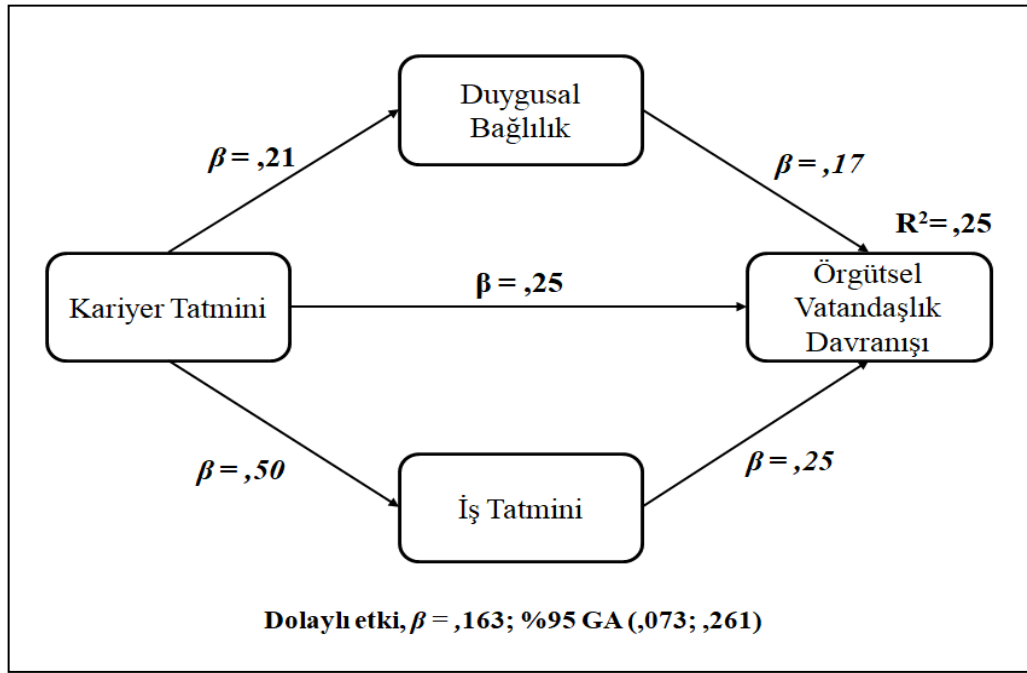 Duygusal
Bağlılık
β = ,21
β = ,17
R²= ,25
Kariyer Tatmini
β = ,25
Örgütsel
Vatandaşlık
Davranışı
β = ,50
β = ,25
İş Tatmini
Dolaylı etki, β = ,163; %95 GA (,073; ,261)